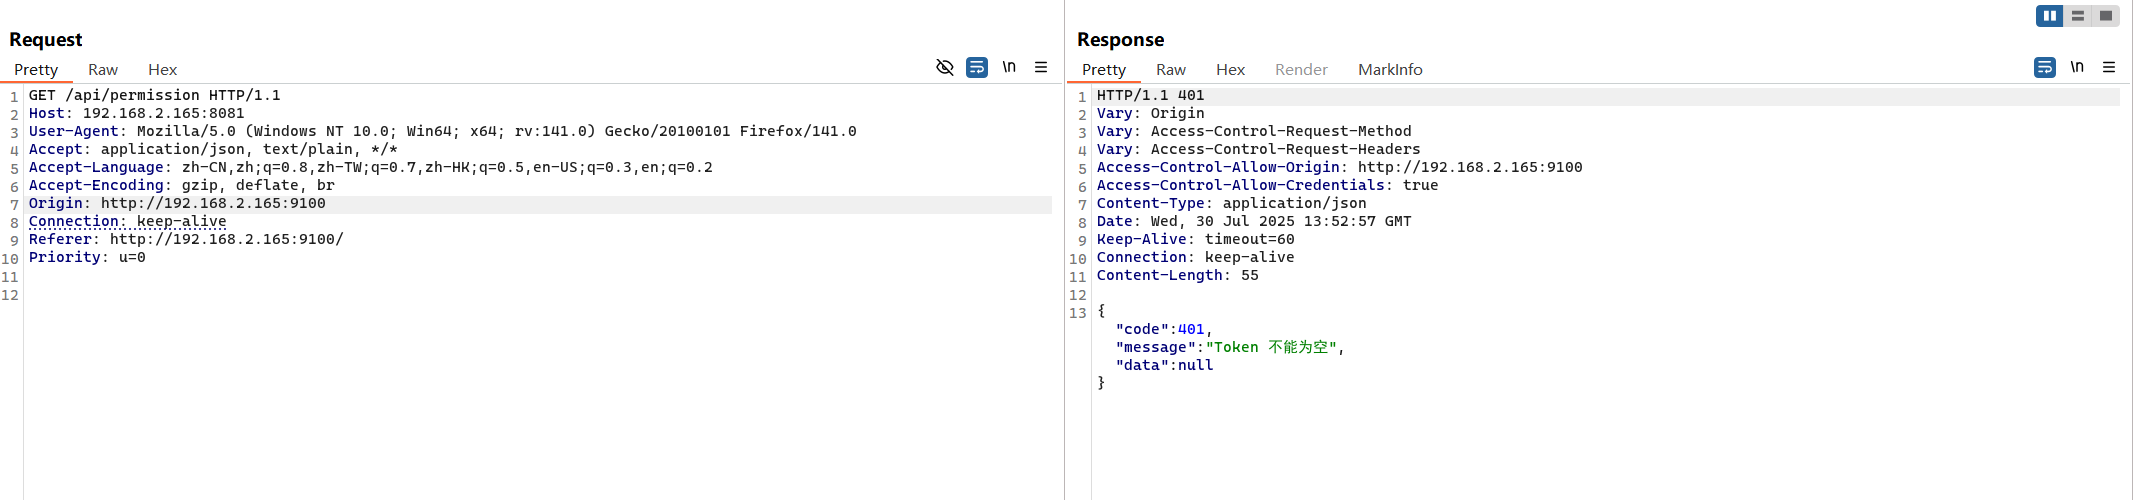 Request
Pretty Raw Hex
\n
1 GET /api/permission HTTP/1.1
2 Host: 192.168.2.165:8081
3 User-Agent: Mozilla/5.0 (Windows NT 10.0; Win64; x64; rv:141.0) Gecko/20100101 Firefox/141.0
4 Accept: application/json, text/plain, */*
5 Accept-Language: zh-CN,zh;q=0.8,zh-TW;q=0.7,zh-HK;q=0.5,en-US;q=0.3,en;q=0.2
6 Accept-Encoding: gzip, deflate, br
7 Origin: http://192.168.2.165:9100
8 Connection: keep-alive
9 Referer: http://192.168.2.165:9100/
10 Priority: u=0
11
12
Response
Pretty Raw Hex Render MarkInfo
\n
1 HTTP/1.1 401
2 Vary: Origin
3 Vary: Access-Control-Request-Method
4 Vary: Access-Control-Request-Headers
5 Access-Control-Allow-Origin: http://192.168.2.165:9100
6 Access-Control-Allow-Credentials: true
7 Content-Type: application/json
8 Date: Wed, 30 Jul 2025 13:52:57 GMT
9 Keep-Alive: timeout=60
10 Connection: keep-alive
11 Content-Length: 55
12
13 {
"code":401,
"message":"Token 不能为空",
"data":null
}